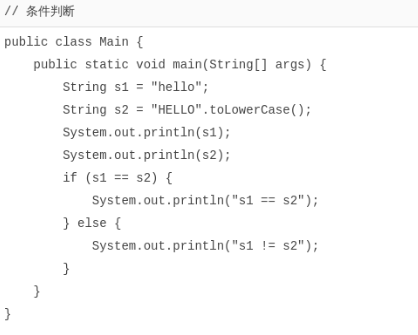 // 条件判断
public class Main {
    public static void main(String[] args) {
        String s1 = "hello";
        String s2 = "HELLO".toLowerCase();
        System.out.println(s1);
        System.out.println(s2);
        if (s1 == s2) {
            System.out.println("s1 == s2");
        } else {
            System.out.println("s1 != s2");
        }
    }
}